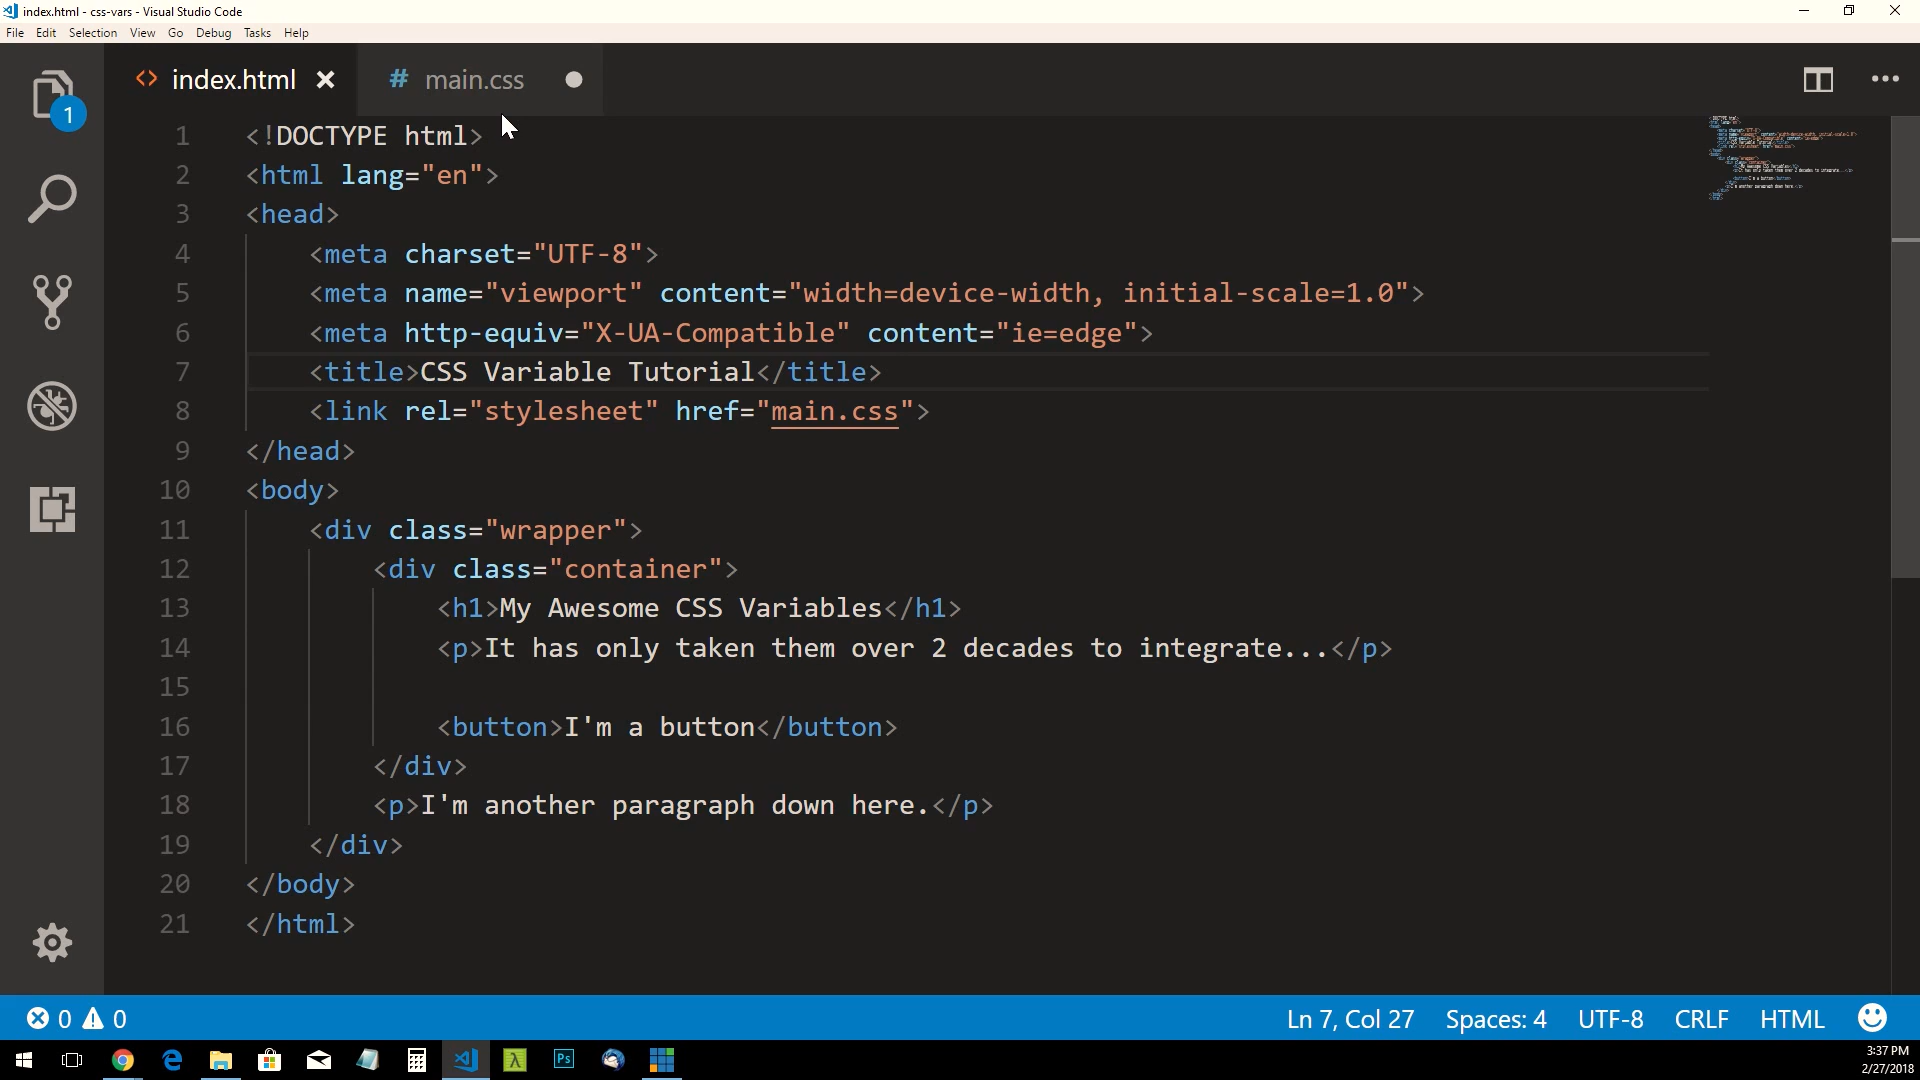 index.html - css-vars - Visual Studio Code
File Edit Selection View Go Debug Tasks Help
1
<> index.html × # main.css
1 <!DOCTYPE html>
2 <html lang="en">
3 <head>
4 <meta charset="UTF-8">
5 <meta name="viewport" content="width=device-width, initial-scale=1.0">
6 <meta http-equiv="X-UA-Compatible" content="ie=edge">
7 <title>CSS Variable Tutorial</title>
8 <link rel="stylesheet" href="main.css">
9 </head>
10 <body>
11 <div class="wrapper">
12 <div class="container">
13 <h1>My Awesome CSS Variables</h1>
14 <p>It has only taken them over 2 decades to integrate...</p>
15
16 <button>I'm a button</button>
17 </div>
18 <p>I'm another paragraph down here.</p>
19 </div>
20 </body>
21 </html>
0 0 Ln 7, Col 27 Spaces: 4 UTF-8 CRLF HTML
Ps
3:37 PM
2/27/2018